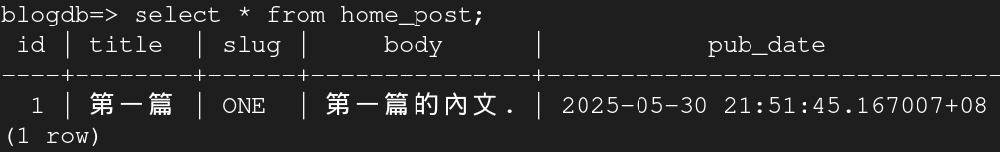 blogdb=> select * from home_post;
 id | title  | slug |     body      |           pub_date
----+--------+------+---------------+-------------------------------
  1 | 第一篇 | ONE  | 第一篇的內文. | 2025-05-30 21:51:45.167007+08
(1 row)